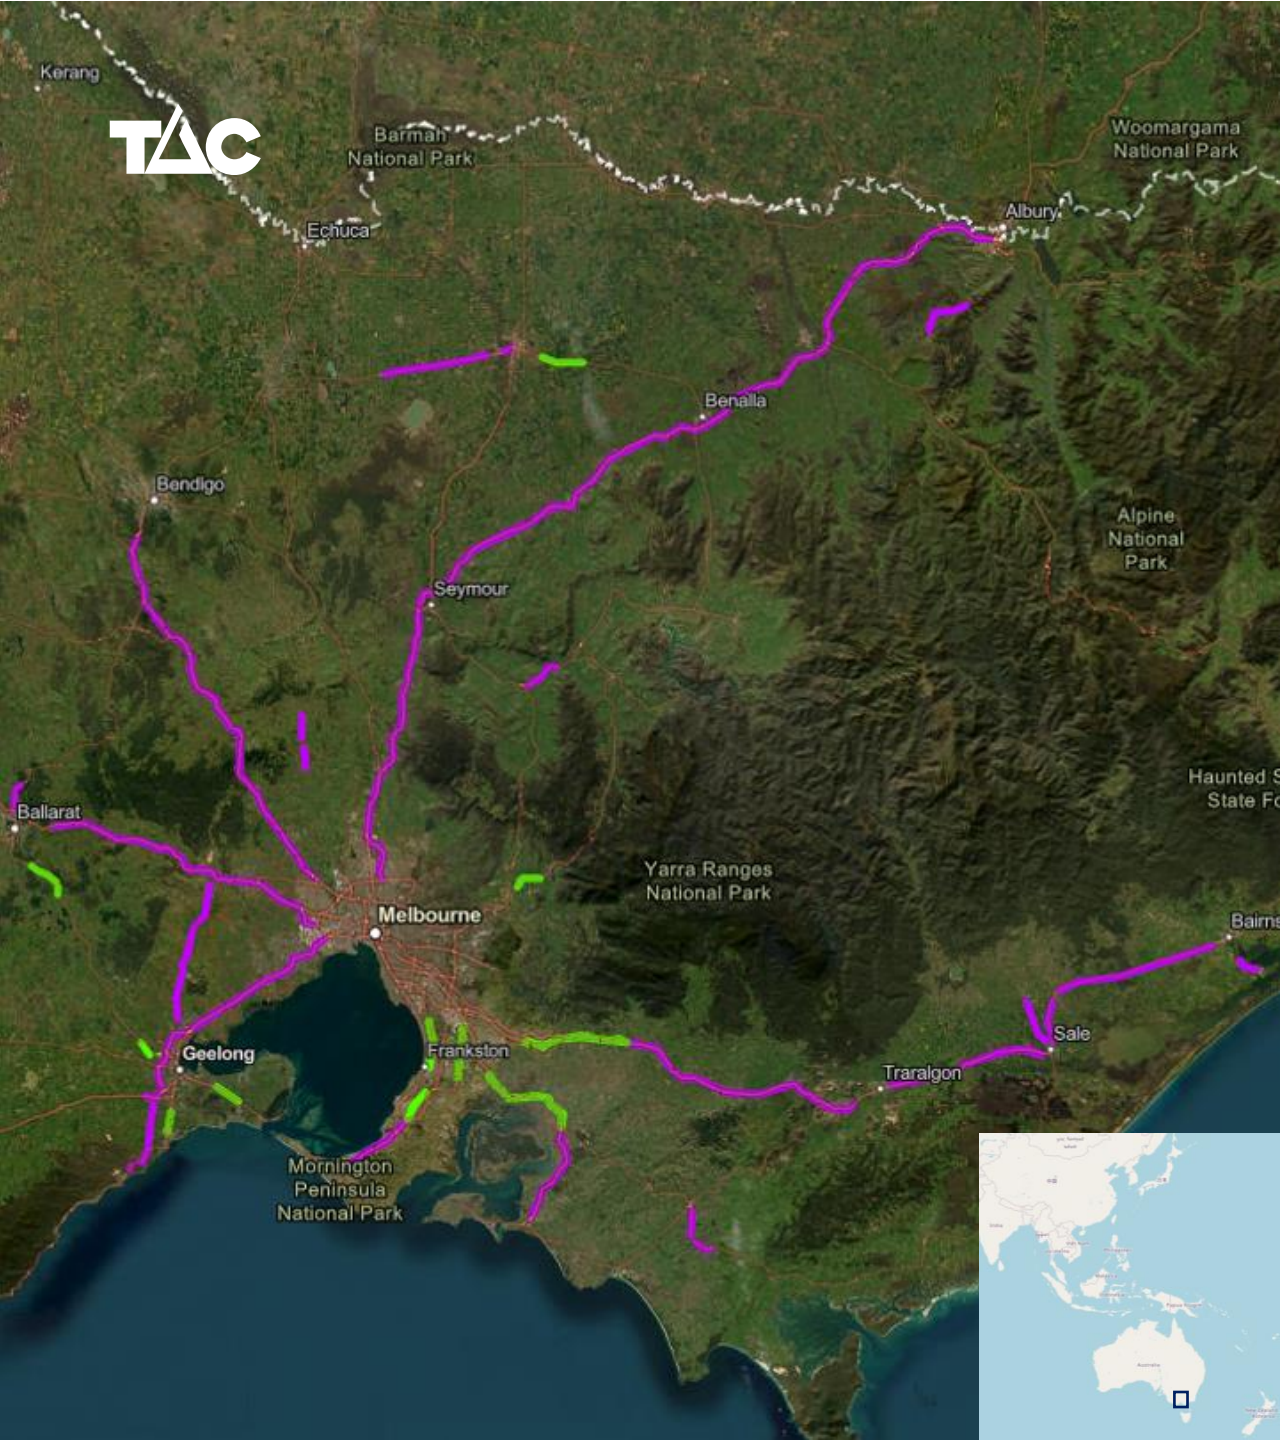 Kerang
TAC
Barmah
National Park
Woomargama
National Park
Echuca
Albury
Benalla
Bendigo
Alpine
National
Park
Seymour
Haunted S
State Fo
Ballarat
Yarra Ranges
National Park
Melbourne
Bairns
Sale
Frankston
Geelong
Traralgon
Mornington
Peninsula
National Park
Australia